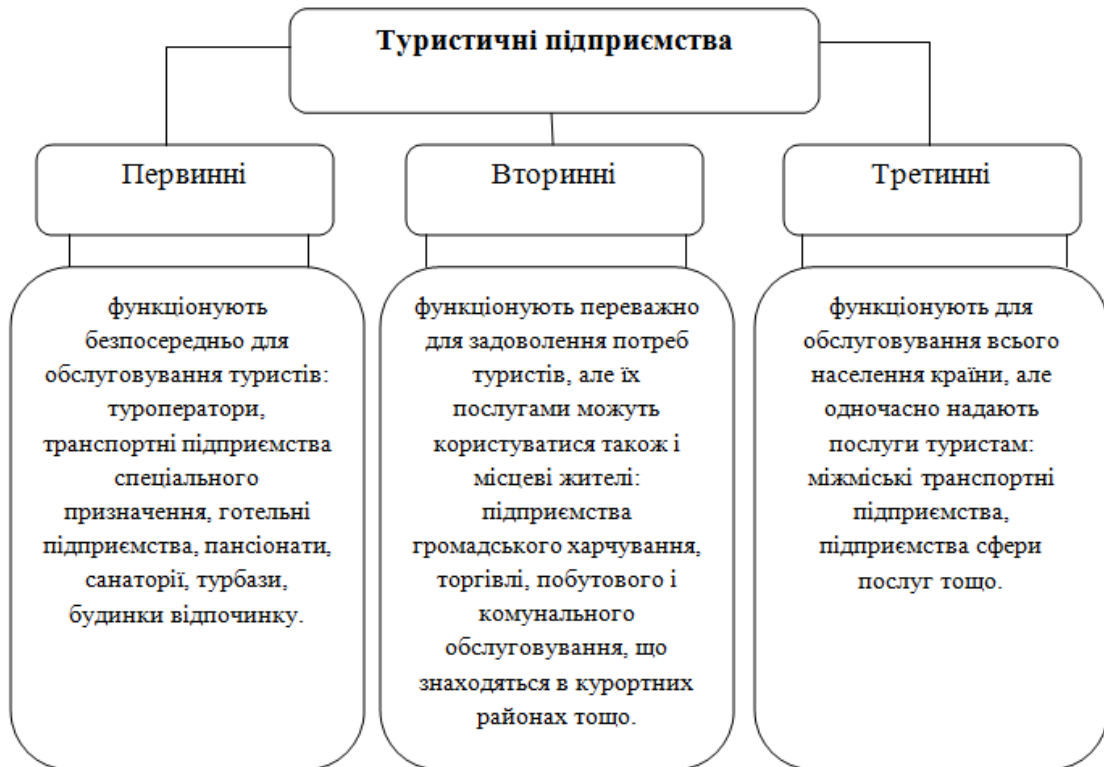 Туристичні підприємства
Первинні
Вторинні
Третинні
функціонують
безпосередньо для
обслуговування туристів:
туроператори,
транспортні підприємства
спеціального
призначення, готельні
підприємства, пансіонати,
санаторії, турбази,
будинки відпочинку.
функціонують переважно
для задоволення потреб
туристів, але їх
послугами можуть
користуватися також і
місцеві жителі:
підприємства
громадського харчування,
торгівлі, побутового і
комунального
обслуговування, що
знаходяться в курортних
районах тощо.
функціонують для
обслуговування всього
населення країни, але
одночасно надають
послуги туристам:
міжміські транспортні
підприємства,
підприємства сфери
послуг тощо.